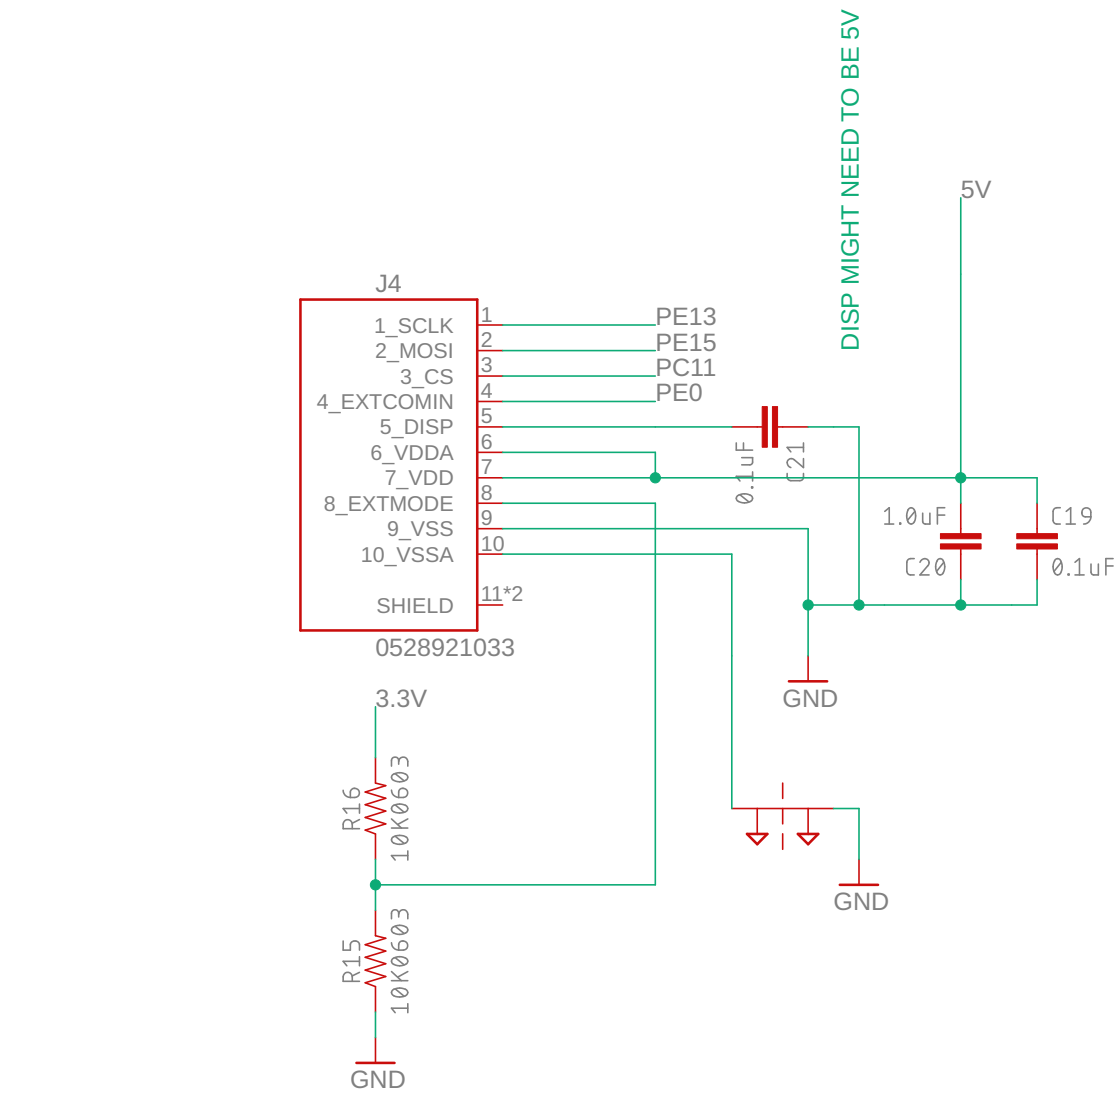 DISP MIGHT NEED TO BE 5V
5V
J4
1_SCLK 1 PE13
2_MOSI 2 PE15
3_CS 3 PC11
4_EXTCOMIN 4 PE0
5_DISP 5
6_VDDA 6
7_VDD 7
8_EXTMODE 8
9_VSS 9
10_VSSA 10
SHIELD 11*2
0528921033
0.1uF
C21
1.0uF
C20
C19
0.1uF
GND
3.3V
R16
10K0603
GND
R15
10K0603
GND